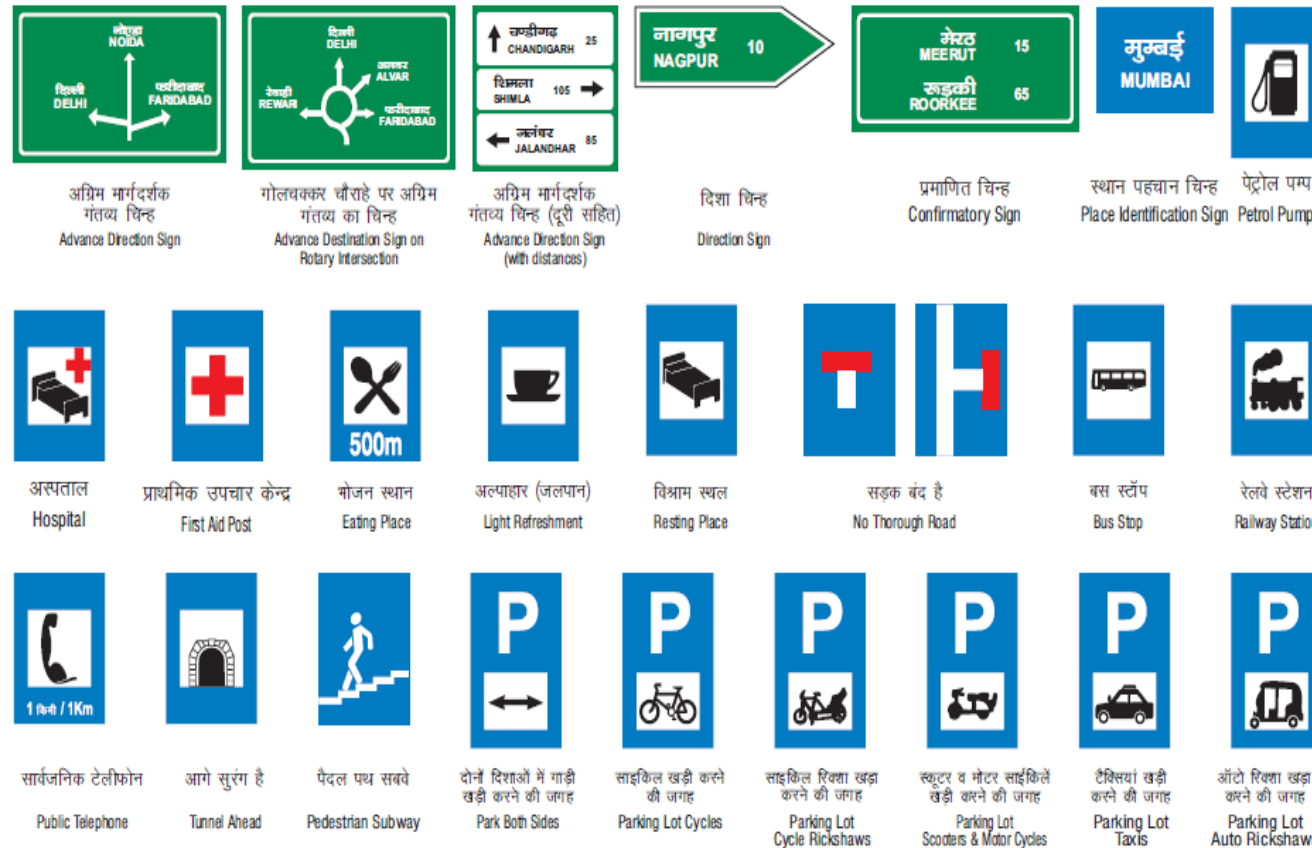 नोएडा
NOIDA
दिल्ली
DELHI
फरीदाबाद
FARIDABAD
दिल्ली
DELHI
अलवर
ALVAR
रेवाड़ी
REWARI
फरीदाबाद
FARIDABAD
चण्डीगढ़
CHANDIGARH 25
शिमला
SHIMLA 105
जलंधर
JALANDHAR 85
नागपुर
NAGPUR 10
मेरठ
MEERUT 15
रूड़की
ROORKEE 65
मुम्बई
MUMBAI
अग्रिम मार्गदर्शक
गंतव्य चिन्ह
Advance Direction Sign
गोलचक्कर चौराहे पर अग्रिम
गंतव्य का चिन्ह
Advance Destination Sign on
Rotary Intersection
अग्रिम मार्गदर्शक
गंतव्य चिन्ह (दूरी सहित)
Advance Direction Sign
(with distances)
दिशा चिन्ह
Direction Sign
प्रमाणित चिन्ह
Confirmatory Sign
स्थान पहचान चिन्ह
Place Identification Sign
पेट्रोल पम्प
Petrol Pump
500m
अस्पताल
Hospital
प्राथमिक उपचार केन्द्र
First Aid Post
भोजन स्थान
Eating Place
अल्पाहार (जलपान)
Light Refreshment
विश्राम स्थल
Resting Place
सड़क बंद है
No Thorough Road
बस स्टॉप
Bus Stop
रेलवे स्टेशन
Railway Statio
1 किमी / 1Km
P
P
P
P
P
P
सार्वजनिक टेलीफोन
Public Telephone
आगे सुरंग है
Tunnel Ahead
पैदल पथ सबवे
Pedestrian Subway
दोनों दिशाओं में गाड़ी
खड़ी करने की जगह
Park Both Sides
साइकिल खड़ी करने
की जगह
Parking Lot Cycles
साइकिल रिक्शा खड़ा
करने की जगह
Parking Lot
Cycle Rickshaws
स्कूटर व मोटर साईकिलें
खड़ी करने की जगह
Parking Lot
Scooters & Motor Cycles
टैक्सियां खड़ी
करने की जगह
Parking Lot
Taxis
ऑटो रिक्शा खड़ा
करने की जगह
Parking Lot
Auto Rickshaw